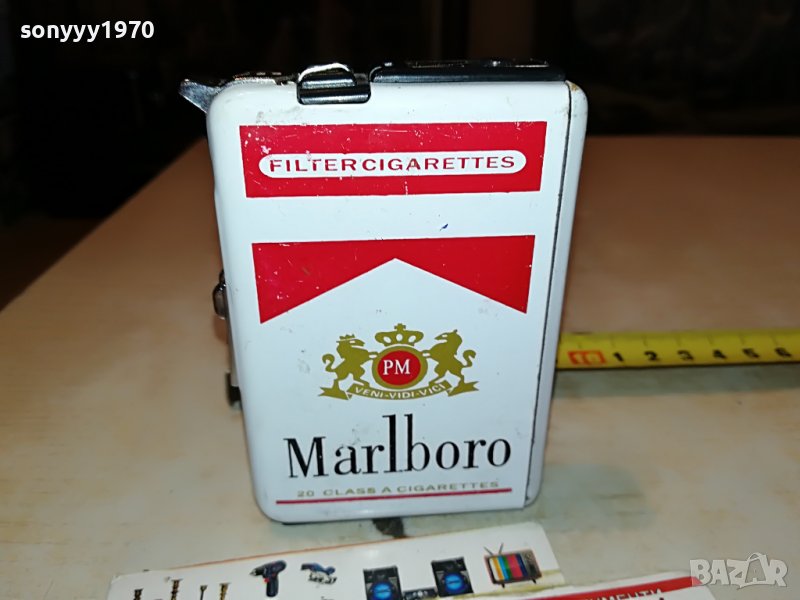 sonyyy1970
FILTER CIGARETTES
PM
VENI·VIDI·VICI
Marlboro
20 CLASS A CIGARETTES
1 2 3 4 5 6
BAZAR